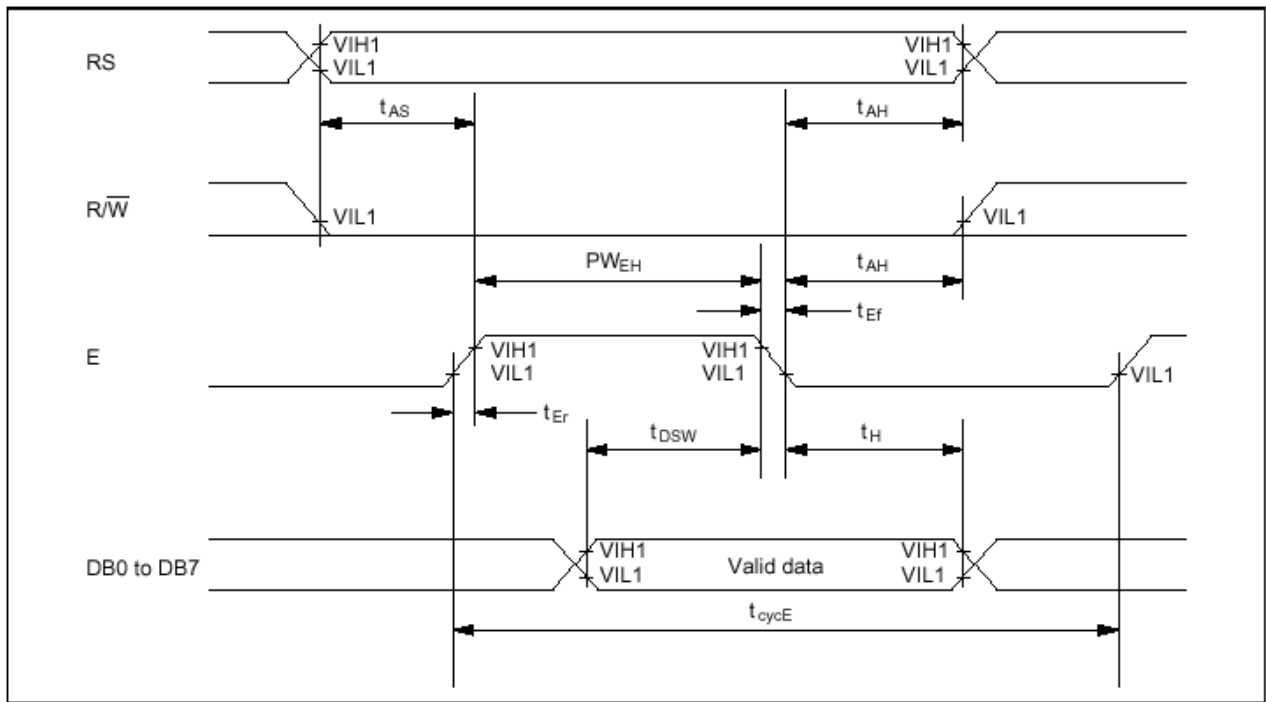 RS
VIH1
VIL1
VIH1
VIL1
tAS
tAH
R/W̅
VIL1
VIL1
PWEH
tAH
tEf
E
VIH1
VIL1
VIH1
VIL1
VIL1
tEr
tDSW
tH
DB0 to DB7
VIH1
VIL1
Valid data
VIH1
VIL1
tcycE